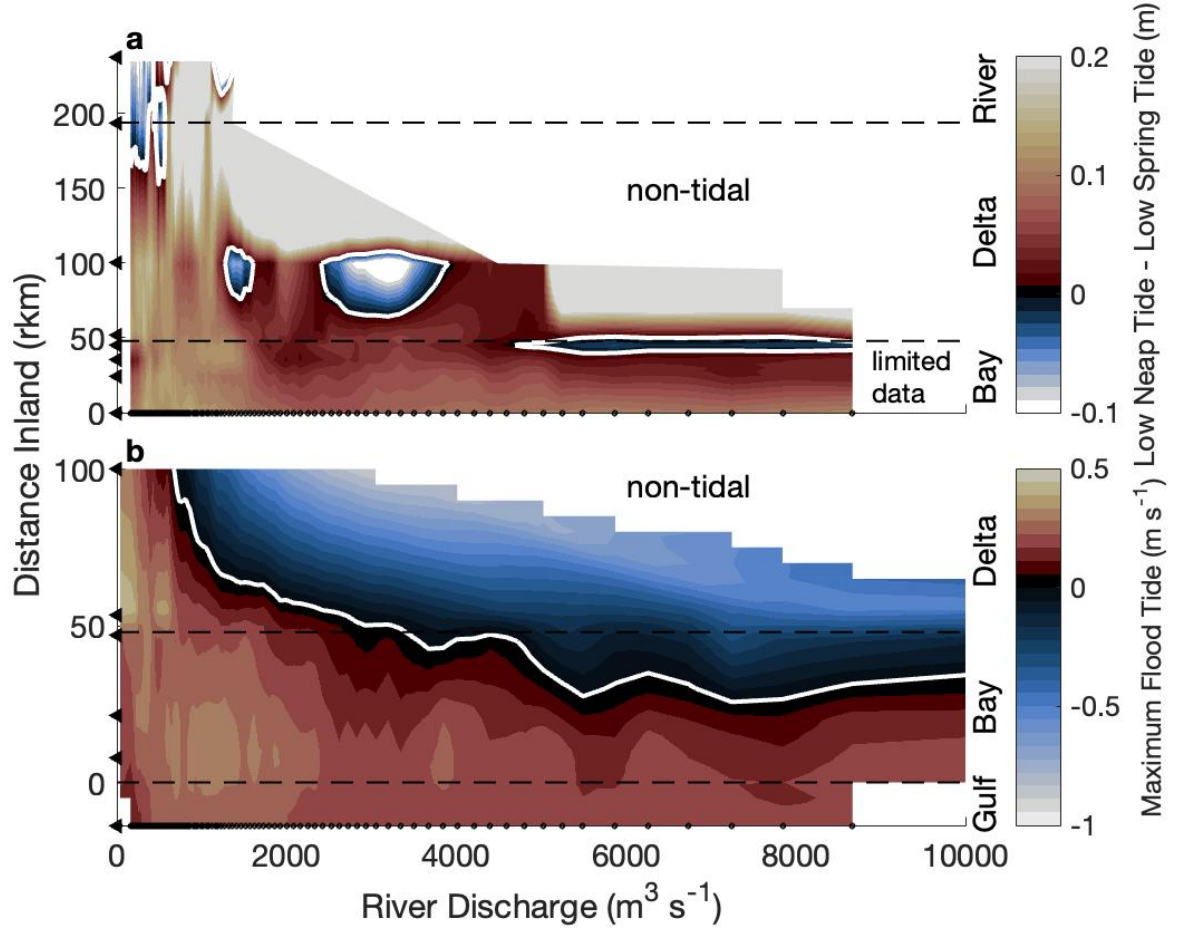 a
River
Delta
Bay
200
150
100
50
0
non-tidal
limited
data
0.2
0.1
0
-0.1
Low Neap Tide - Low Spring Tide (m)
Distance Inland (rkm)
b
100
50
0
non-tidal
Delta
Bay
Gulf
0.5
0
-0.5
-1
Maximum Flood Tide (m s-1)
0 2000 4000 6000 8000 10000
River Discharge (m3 s-1)